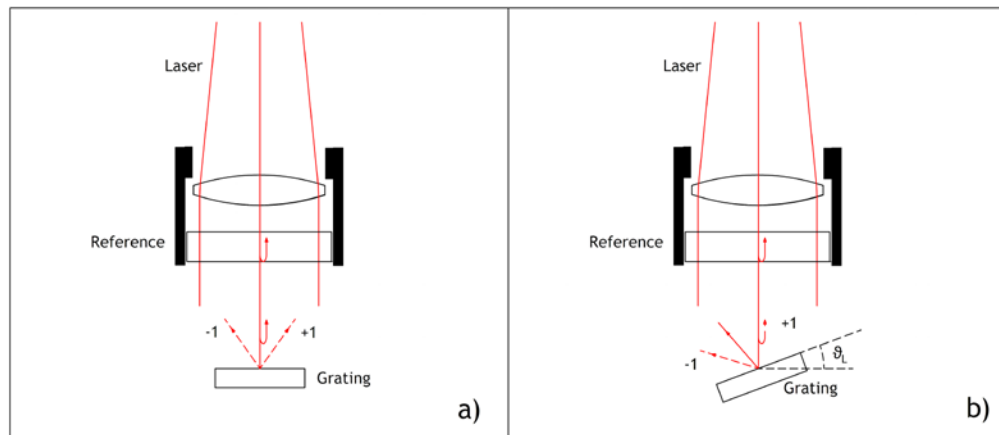 Laser
Reference
-1
+1
Grating
a)
Laser
Reference
+1
-1
ϑL
Grating
b)